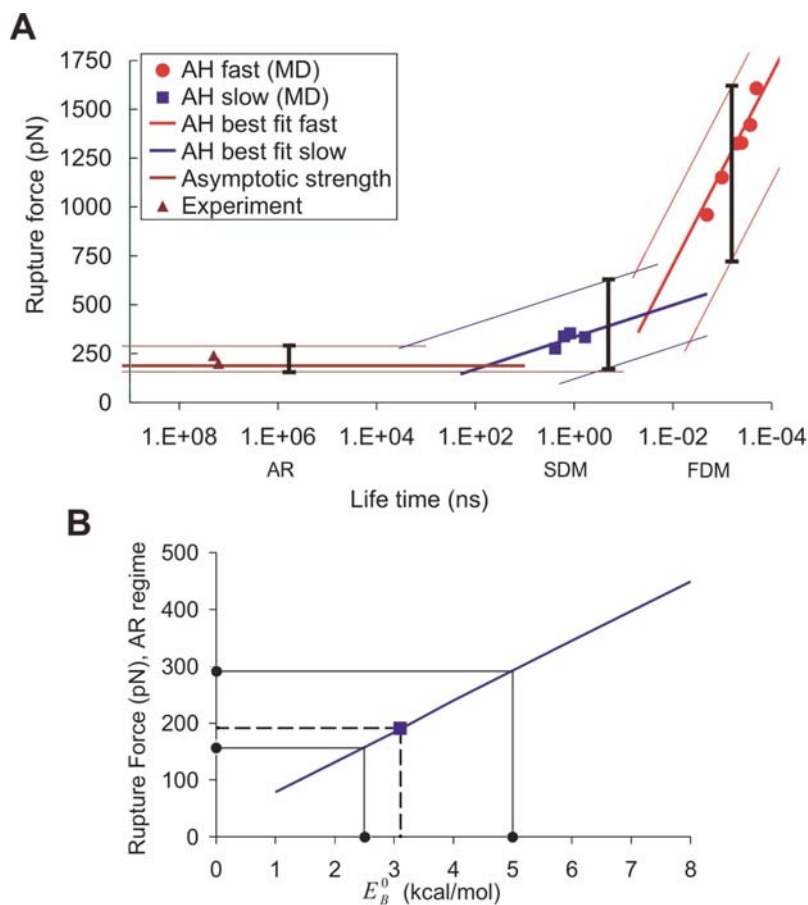 A
1750
1500
1250
1000
750
500
250
0
Rupture force (pN)
AH fast (MD)
AH slow (MD)
AH best fit fast
AH best fit slow
Asymptotic strength
Experiment
1.E+08 1.E+06 1.E+04 1.E+02 1.E+00 1.E-02 1.E-04
AR SDM FDM
Life time (ns)
B
500
400
300
200
100
0
Rupture Force (pN), AR regime
0 1 2 3 4 5 6 7 8
E_B^0 (kcal/mol)